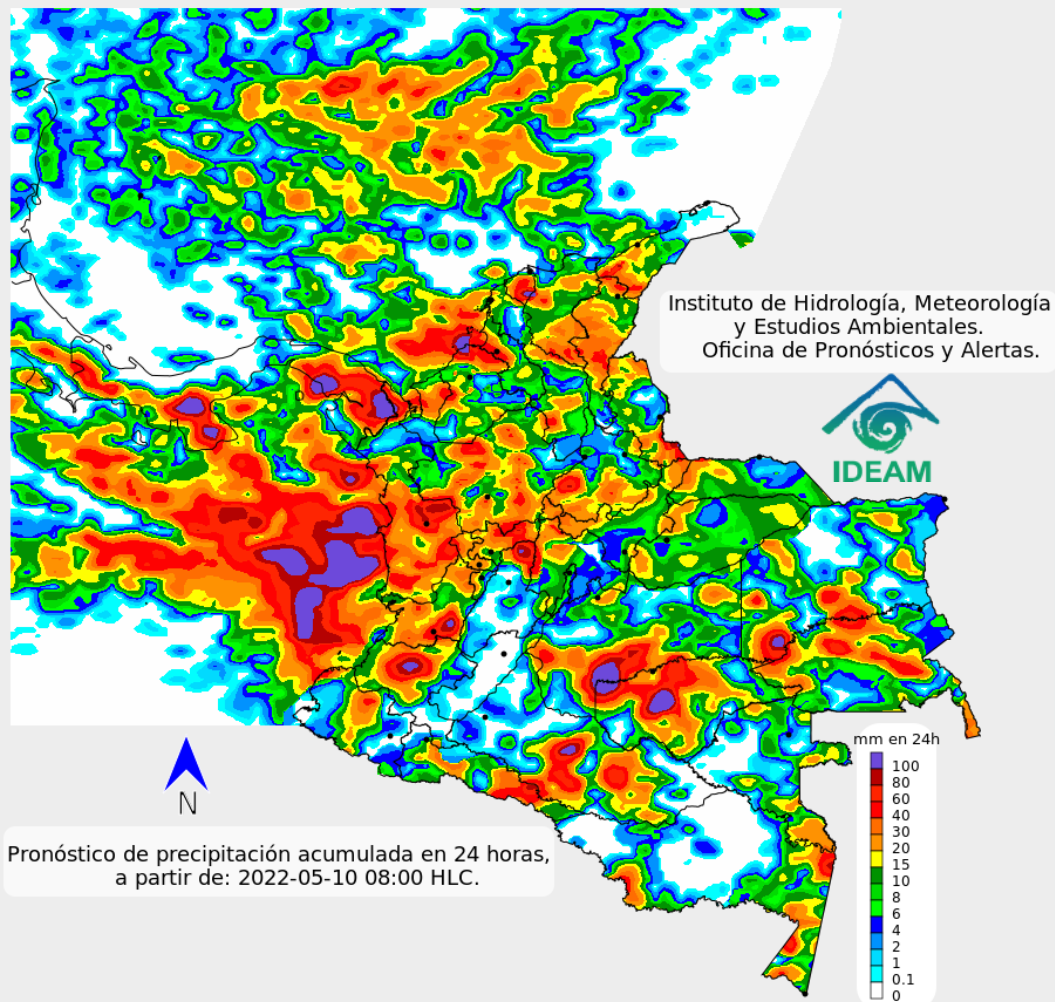 Instituto de Hidrología, Meteorología
y Estudios Ambientales.
Oficina de Pronósticos y Alertas.
IDEAM
N
Pronóstico de precipitación acumulada en 24 horas,
a partir de: 2022-05-10 08:00 HLC.
mm en 24h
100
80
60
40
30
20
15
10
8
6
4
2
1
0.1
0